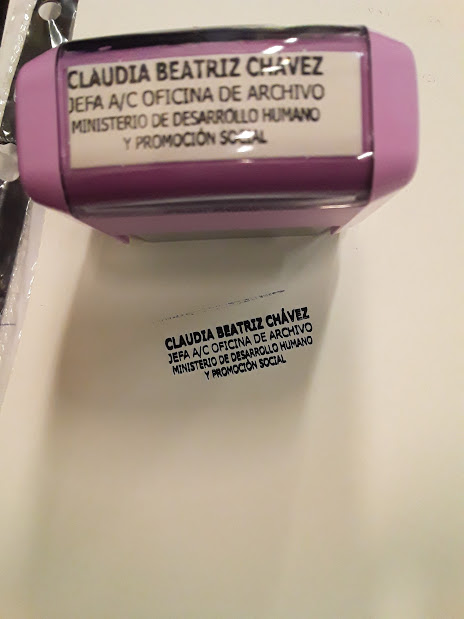 CLAUDIA BEATRIZ CHÁVEZ
JEFA A/C OFICINA DE ARCHIVO
MINISTERIO DE DESARROLLO HUMANO
Y PROMOCIÓN SOCIAL
CLAUDIA BEATRIZ CHÁVEZ
JEFA A/C OFICINA DE ARCHIVO
MINISTERIO DE DESARROLLO HUMANO
Y PROMOCIÓN SOCIAL